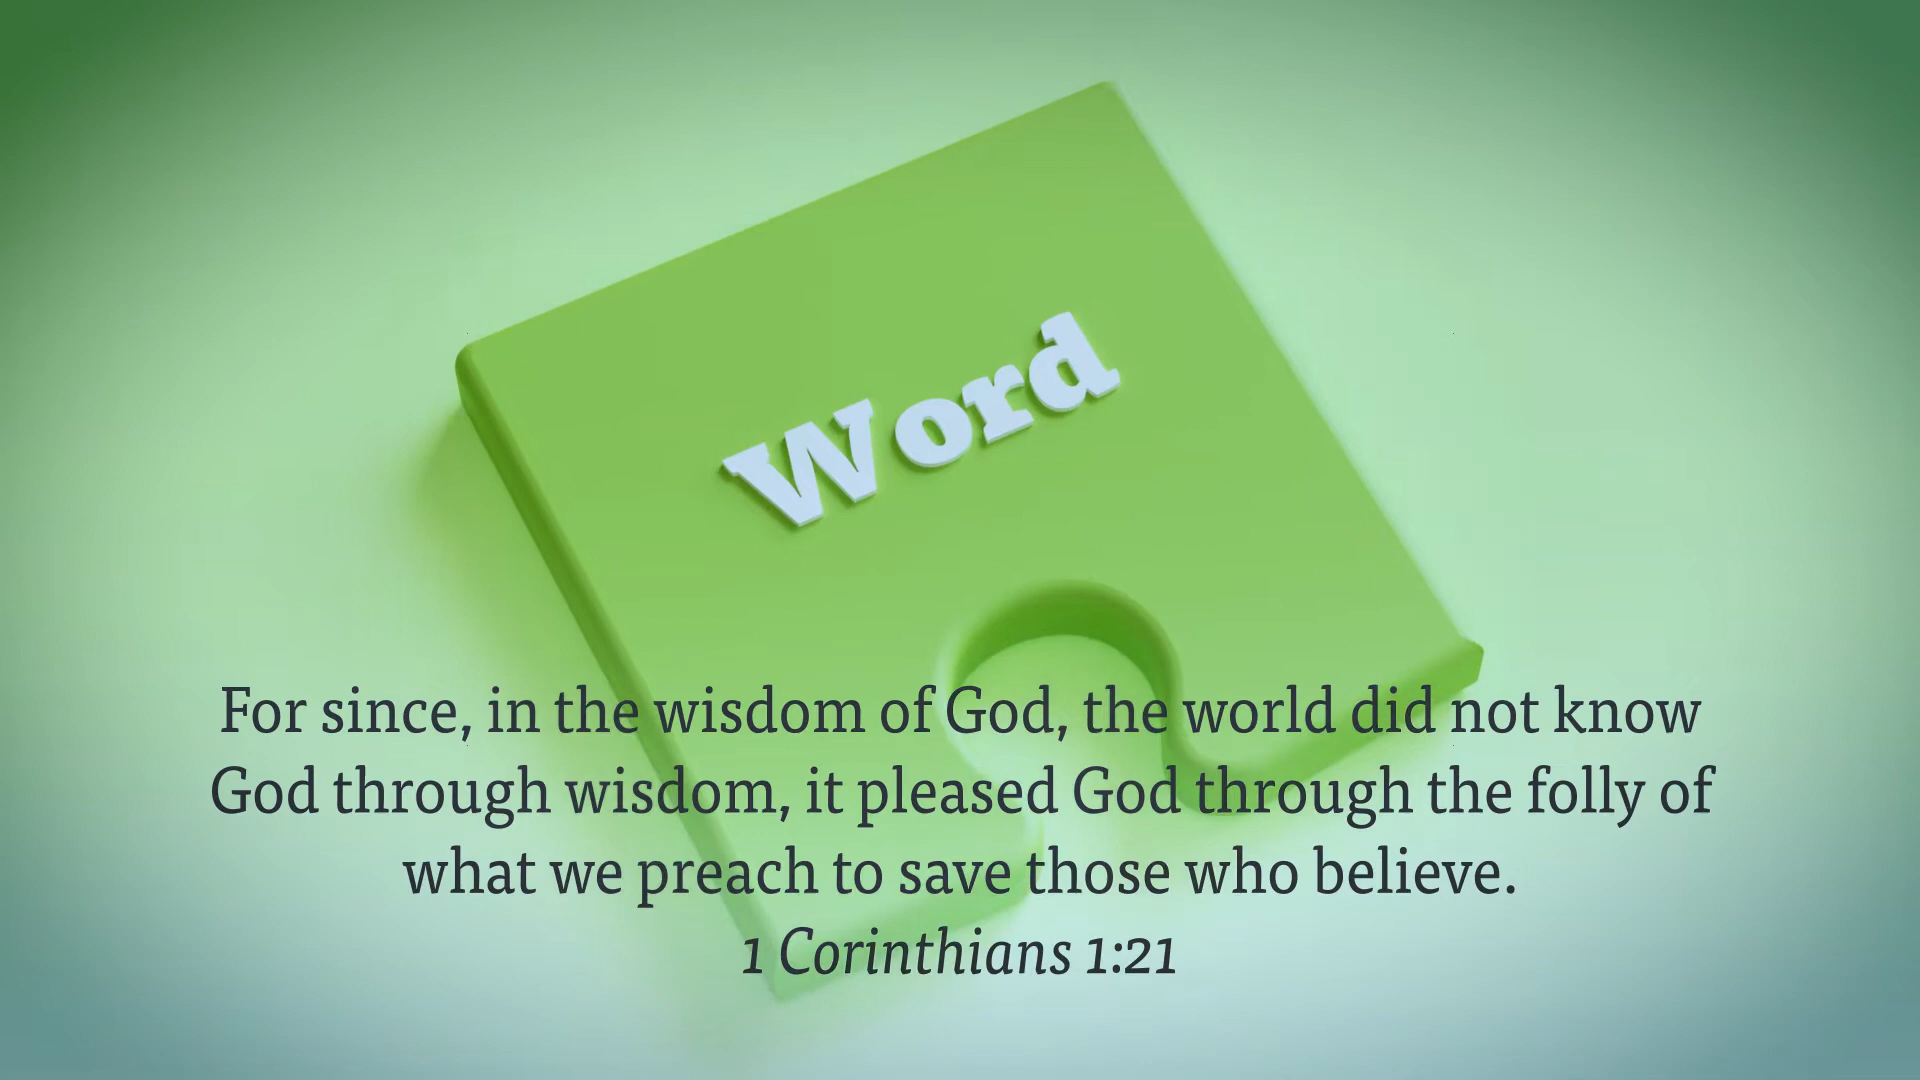 Word
For since, in the wisdom of God, the world did not know
God through wisdom, it pleased God through the folly of
what we preach to save those who believe.
1 Corinthians 1:21